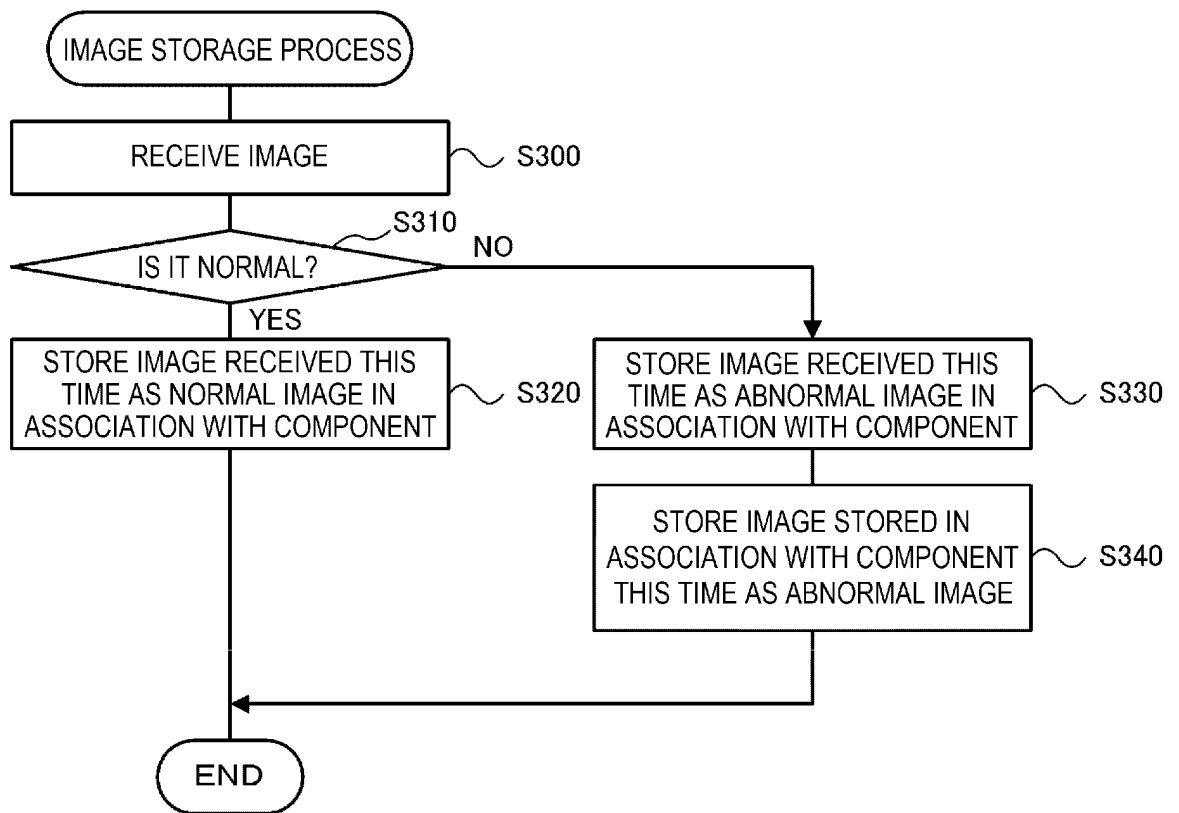 IMAGE STORAGE PROCESS
RECEIVE IMAGE
S300
S310
IS IT NORMAL?
NO
YES
STORE IMAGE RECEIVED THIS
TIME AS NORMAL IMAGE IN
ASSOCIATION WITH COMPONENT
S320
STORE IMAGE RECEIVED THIS
TIME AS ABNORMAL IMAGE IN
ASSOCIATION WITH COMPONENT
S330
STORE IMAGE STORED IN
ASSOCIATION WITH COMPONENT
THIS TIME AS ABNORMAL IMAGE
S340
END